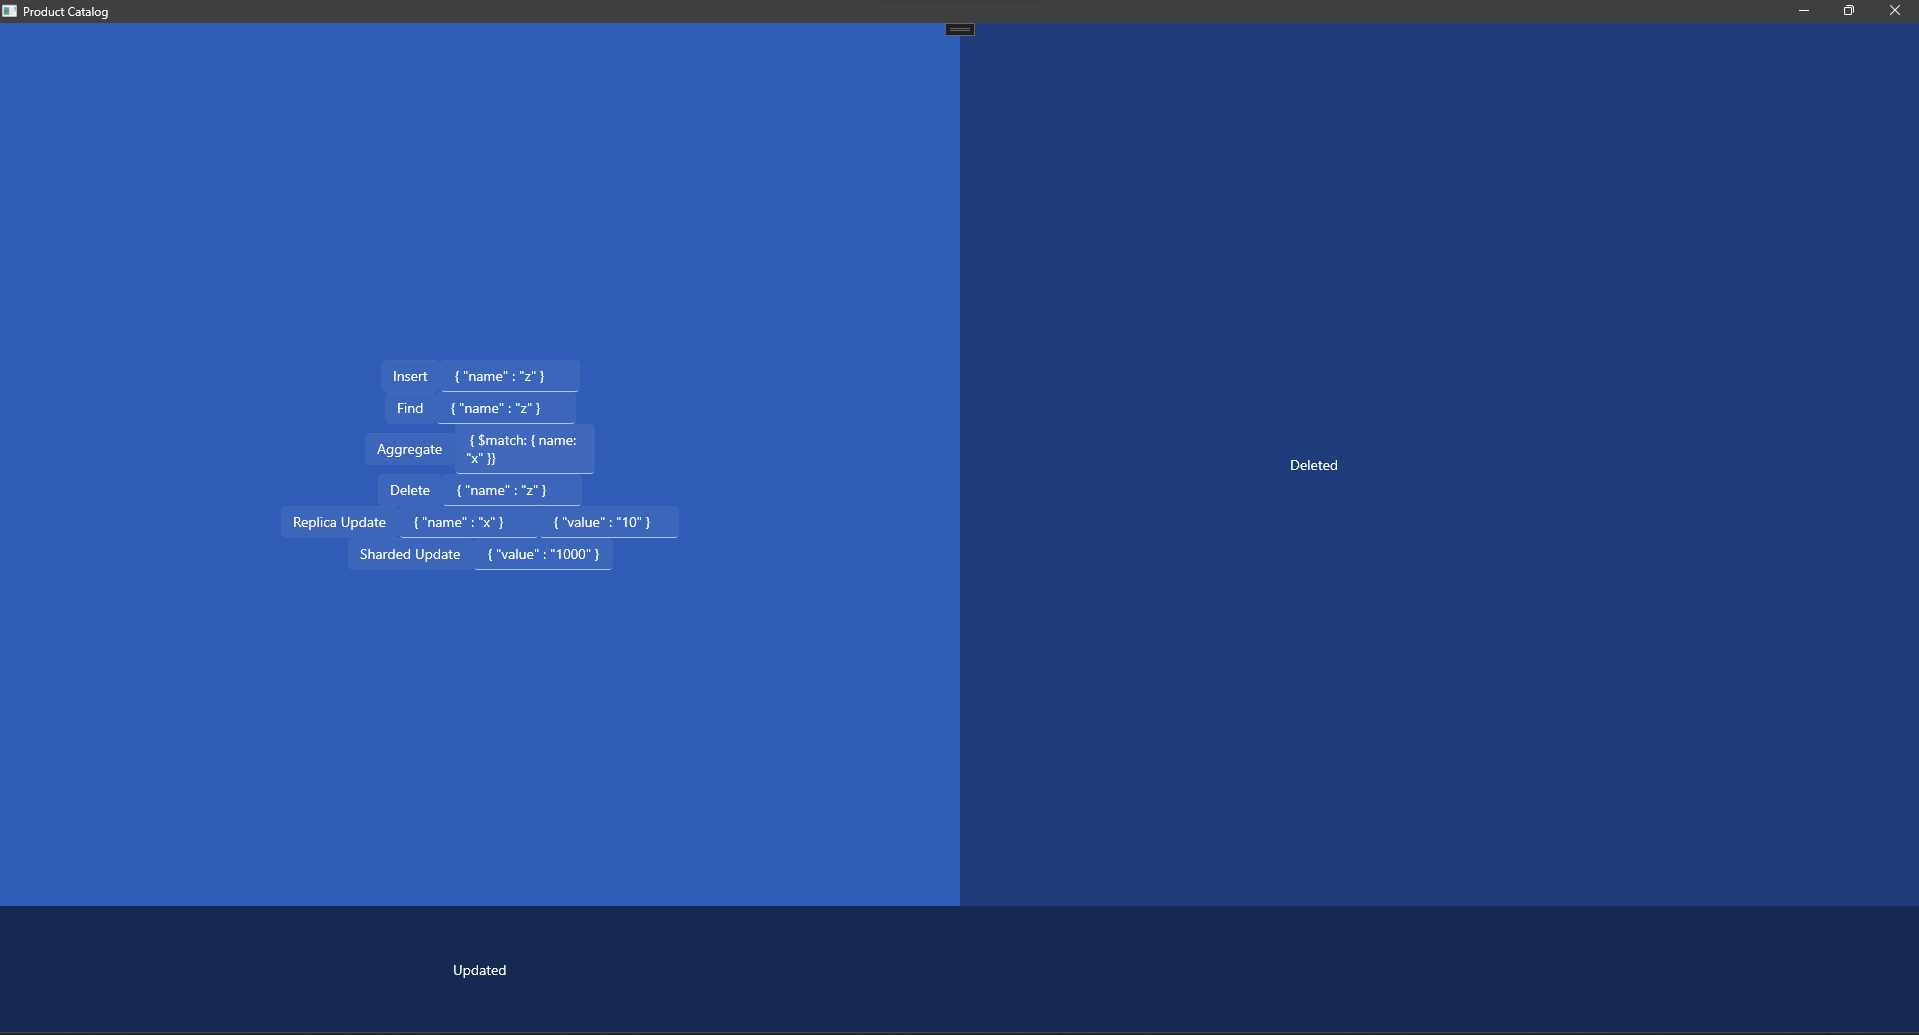 Product Catalog
Insert { "name" : "z" }
Find { "name" : "z" }
Aggregate { $match: { name:
"x" }}
Delete { "name" : "z" }
Replica Update { "name" : "x" } { "value" : "10" }
Sharded Update { "value" : "1000" }
Deleted
Updated